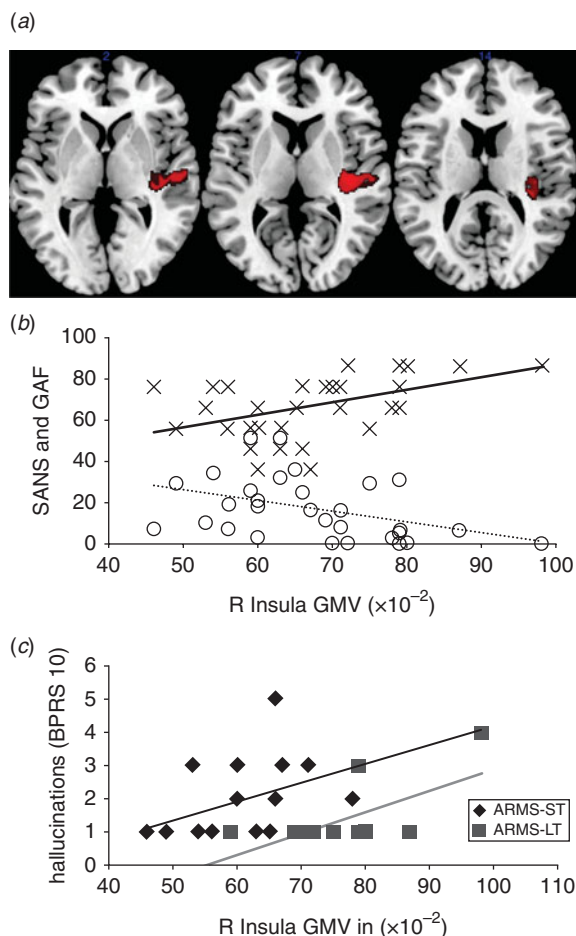 (a)
2 7 14
(b)
100
80
60
40
20
0
SANS and GAF
40 50 60 70 80 90 100
R Insula GMV (×10⁻²)
(c)
6
5
4
3
2
1
0
hallucinations (BPRS 10)
ARMS-ST
ARMS-LT
40 50 60 70 80 90 100 110
R Insula GMV in (×10⁻²)